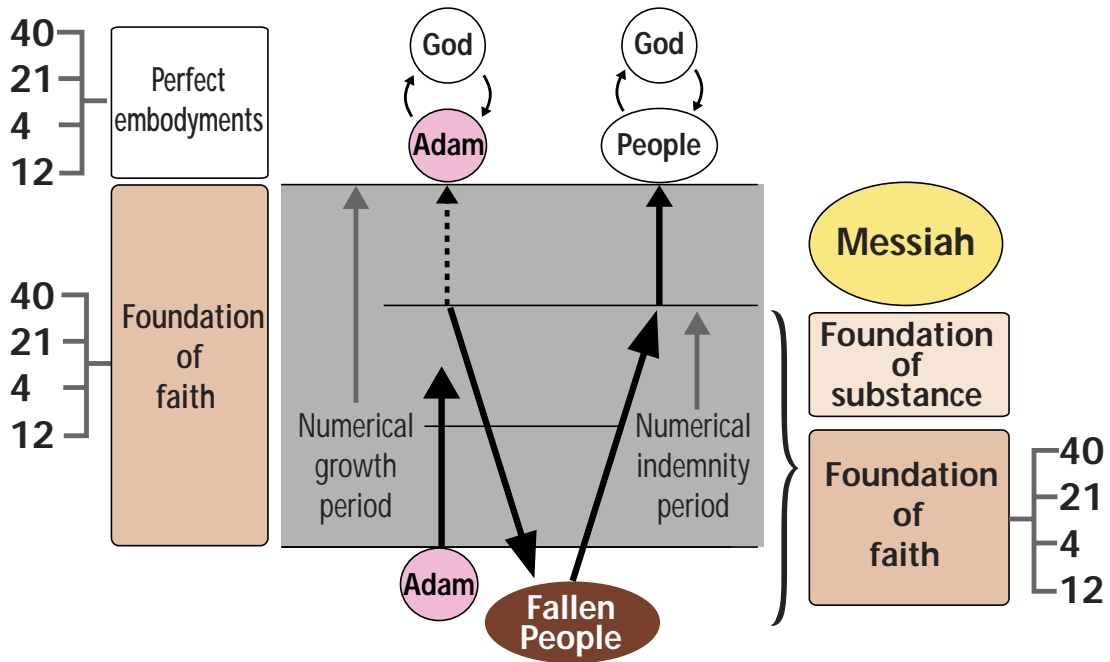 40
21
4
12
Perfect
embodyments
God
Adam
God
People
40
21
4
12
Foundation
of
faith
Numerical
growth
period
Numerical
indemnity
period
Adam
Fallen
People
Messiah
Foundation
of
substance
Foundation
of
faith
40
21
4
12